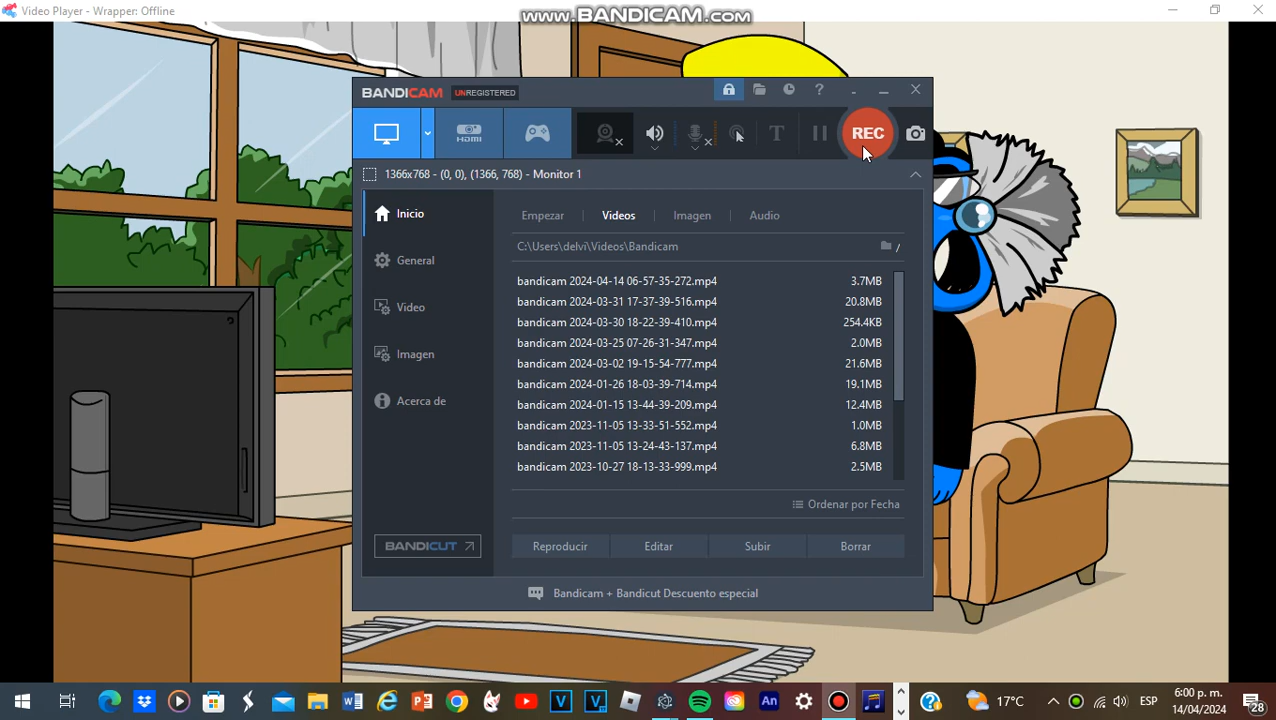 Video Player - Wrapper: Offline
www.BANDICAM.com
BANDICAM UNREGISTERED
HDMI
REC
1366x768 - (0, 0), (1366, 768) - Monitor 1
Inicio
General
Video
Imagen
Acerca de
BANDICUT
Empezar Videos Imagen Audio
C:\Users\delvi\Videos\Bandicam
bandicam 2024-04-14 06-57-35-272.mp4 3.7MB
bandicam 2024-03-31 17-37-39-516.mp4 20.8MB
bandicam 2024-03-30 18-22-39-410.mp4 254.4KB
bandicam 2024-03-25 07-26-31-347.mp4 2.0MB
bandicam 2024-03-02 19-15-54-777.mp4 21.6MB
bandicam 2024-01-26 18-03-39-714.mp4 19.1MB
bandicam 2024-01-15 13-44-39-209.mp4 12.4MB
bandicam 2023-11-05 13-33-51-552.mp4 1.0MB
bandicam 2023-11-05 13-24-43-137.mp4 6.8MB
bandicam 2023-10-27 18-13-33-999.mp4 2.5MB
Ordenar por Fecha
Reproducir Editar Subir Borrar
Bandicam + Bandicut Descuento especial
17°C
ESP
6:00 p. m.
14/04/2024
28